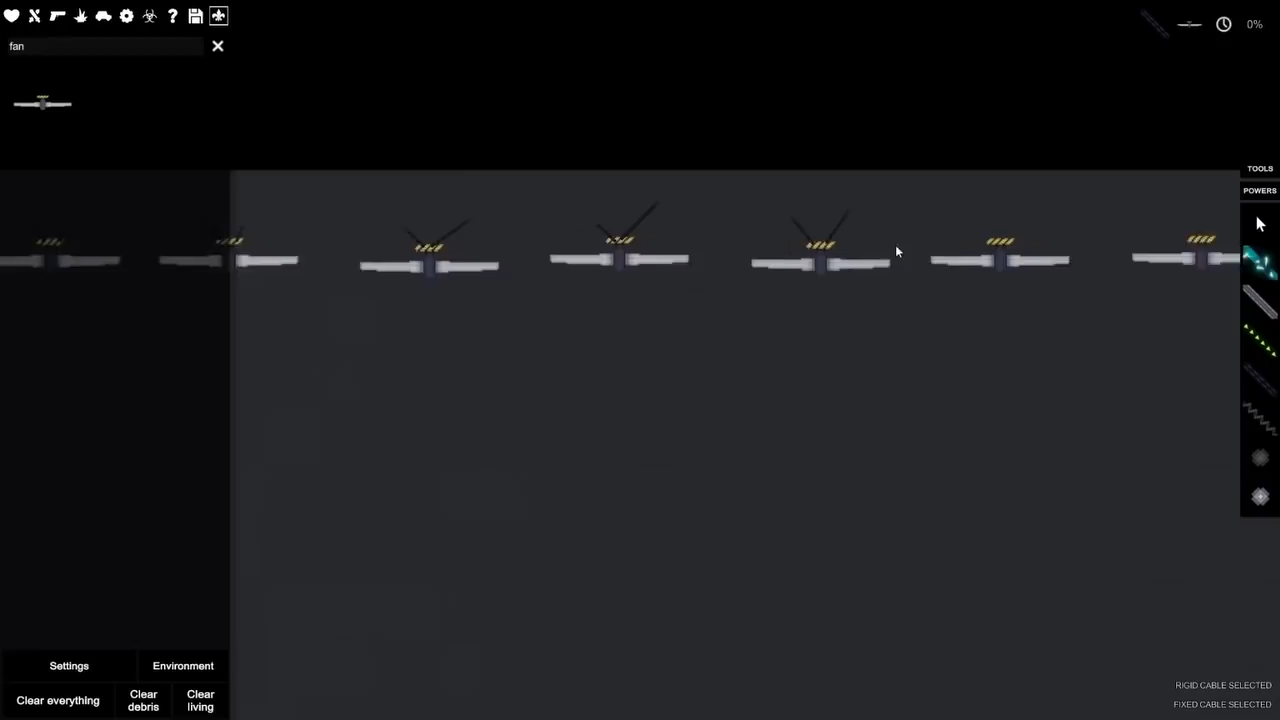 fan
0%
TOOLS
POWERS
Settings
Environment
Clear everything
Clear
debris
Clear
living
RIGID CABLE SELECTED
FIXED CABLE SELECTED